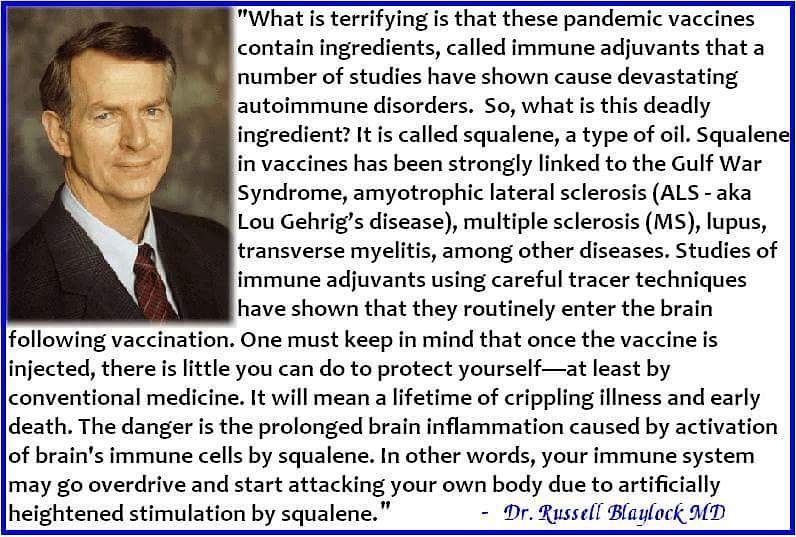 "What is terrifying is that these pandemic vaccines
contain ingredients, called immune adjuvants that a
number of studies have shown cause devastating
autoimmune disorders.  So, what is this deadly
ingredient? It is called squalene, a type of oil. Squalene
in vaccines has been strongly linked to the Gulf War
Syndrome, amyotrophic lateral sclerosis (ALS - aka
Lou Gehrig's disease), multiple sclerosis (MS), lupus,
transverse myelitis, among other diseases. Studies of
immune adjuvants using careful tracer techniques
have shown that they routinely enter the brain
following vaccination. One must keep in mind that once the vaccine is
injected, there is little you can do to protect yourself—at least by
conventional medicine. It will mean a lifetime of crippling illness and early
death. The danger is the prolonged brain inflammation caused by activation
of brain's immune cells by squalene. In other words, your immune system
may go overdrive and start attacking your own body due to artificially
heightened stimulation by squalene." - Dr. Russell Blaylock MD